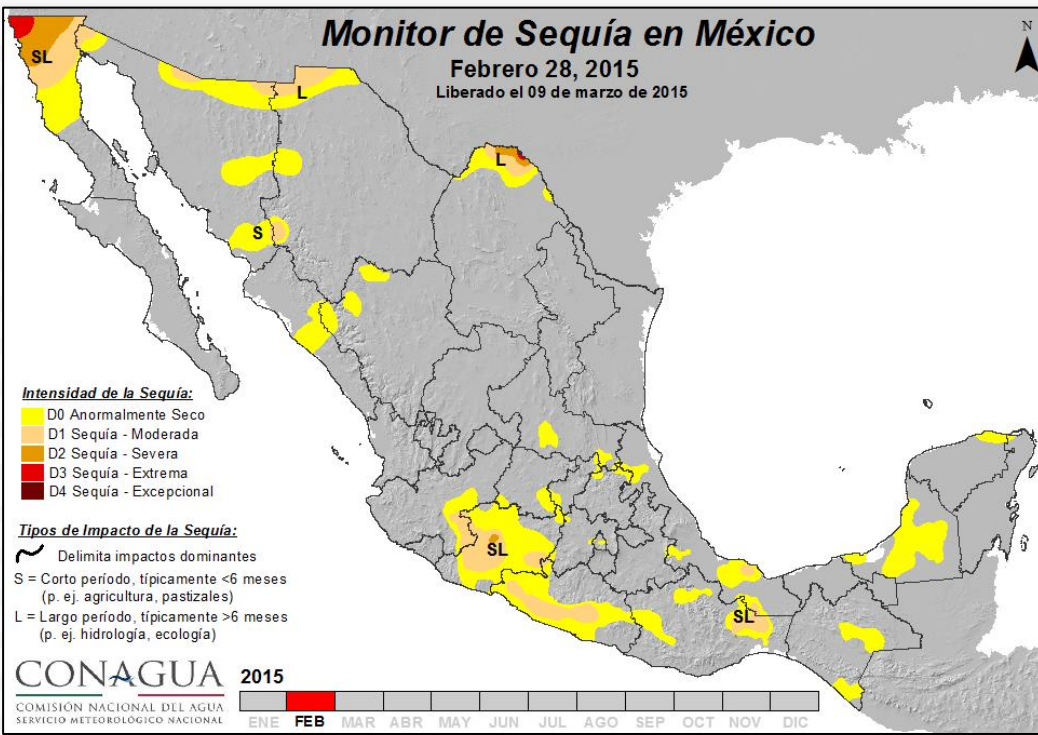 Monitor de Sequía en México
Febrero 28, 2015
Liberado el 09 de marzo de 2015
N
SL
L
L
S
SL
SL
Intensidad de la Sequía:
D0 Anormalmente Seco
D1 Sequía - Moderada
D2 Sequía - Severa
D3 Sequía - Extrema
D4 Sequía - Excepcional
Tipos de Impacto de la Sequía:
Delimita impactos dominantes
S = Corto período, típicamente <6 meses
(p. ej. agricultura, pastizales)
L = Largo período, típicamente >6 meses
(p. ej. hidrología, ecología)
CONAGUA
COMISIÓN NACIONAL DEL AGUA
SERVICIO METEOROLÓGICO NACIONAL
2015
ENE FEB MAR ABR MAY JUN JUL AGO SEP OCT NOV DIC